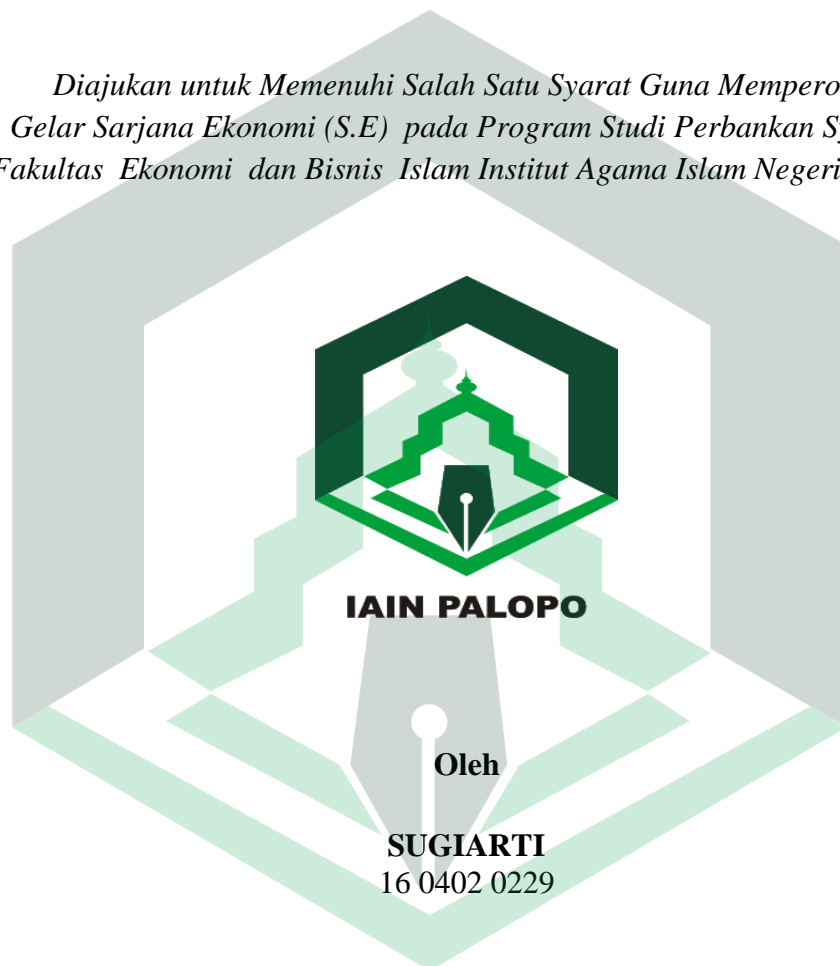 Diajukan untuk Memenuhi Salah Satu Syarat Guna Mempero
Gelar Sarjana Ekonomi (S.E) pada Program Studi Perbankan Sy
Fakultas Ekonomi dan Bisnis Islam Institut Agama Islam Negeri
IAIN PALOPO
Oleh
SUGIARTI
16 0402 0229